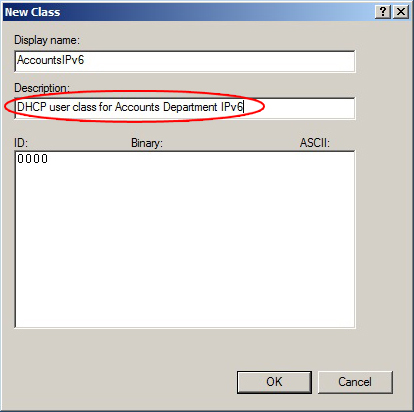 New Class
Display name:
AccountsIPv6
Description:
DHCP user class for Accounts Department IPv6
ID: Binary: ASCII:
0000
OK Cancel